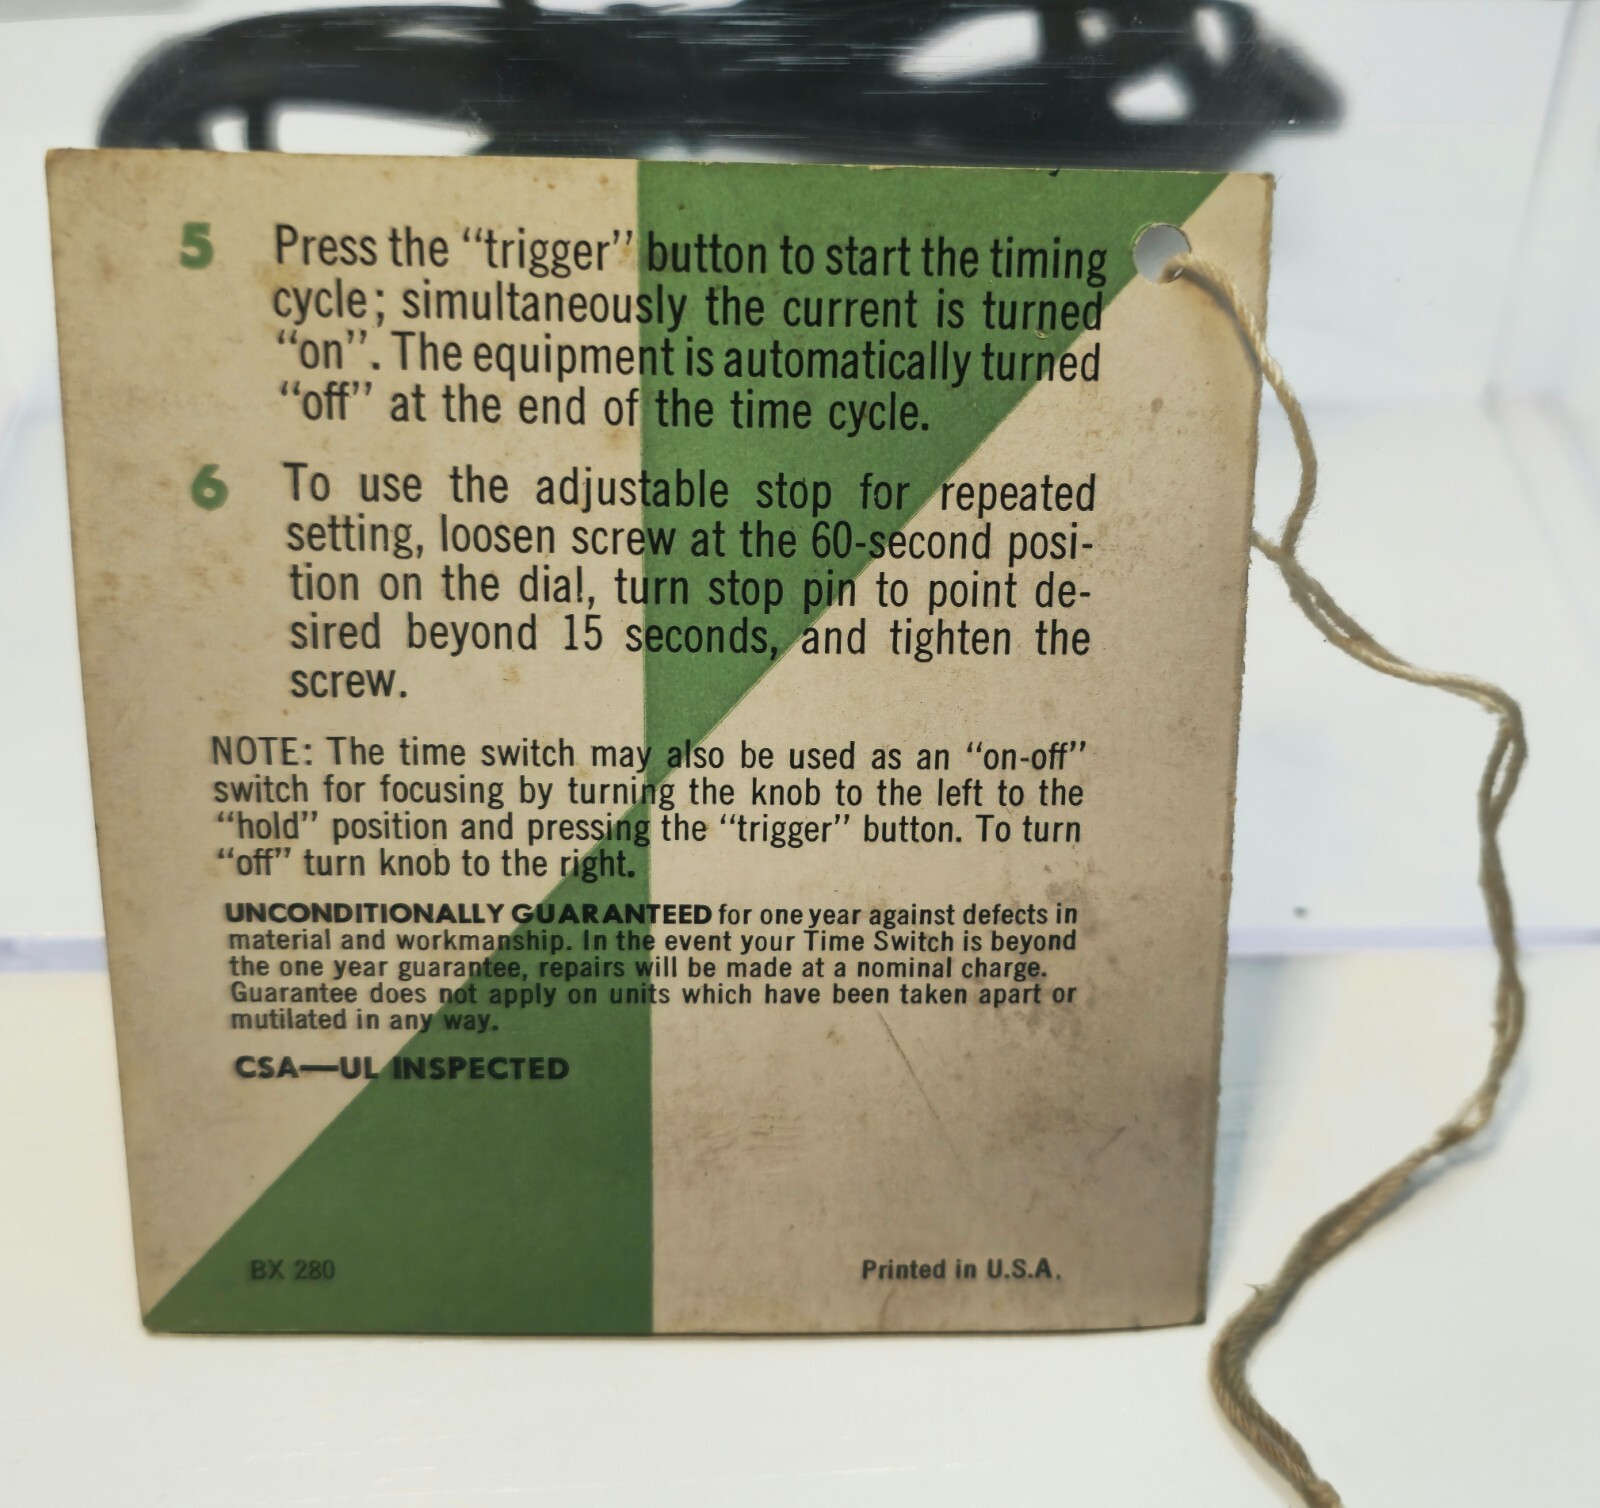 5 Press the “trigger” button to start the timing
cycle; simultaneously the current is turned
“on”. The equipment is automatically turned
“off” at the end of the time cycle.
6 To use the adjustable stop for repeated
setting, loosen screw at the 60-second posi-
tion on the dial, turn stop pin to point de-
sired beyond 15 seconds, and tighten the
screw.
NOTE: The time switch may also be used as an “on-off”
switch for focusing by turning the knob to the left to the
“hold” position and pressing the “trigger” button. To turn
“off” turn knob to the right.
UNCONDITIONALLY GUARANTEED for one year against defects in
material and workmanship. In the event your Time Switch is beyond
the one year guarantee, repairs will be made at a nominal charge.
Guarantee does not apply on units which have been taken apart or
mutilated in any way.
CSA—UL INSPECTED
BX 280 Printed in U.S.A.